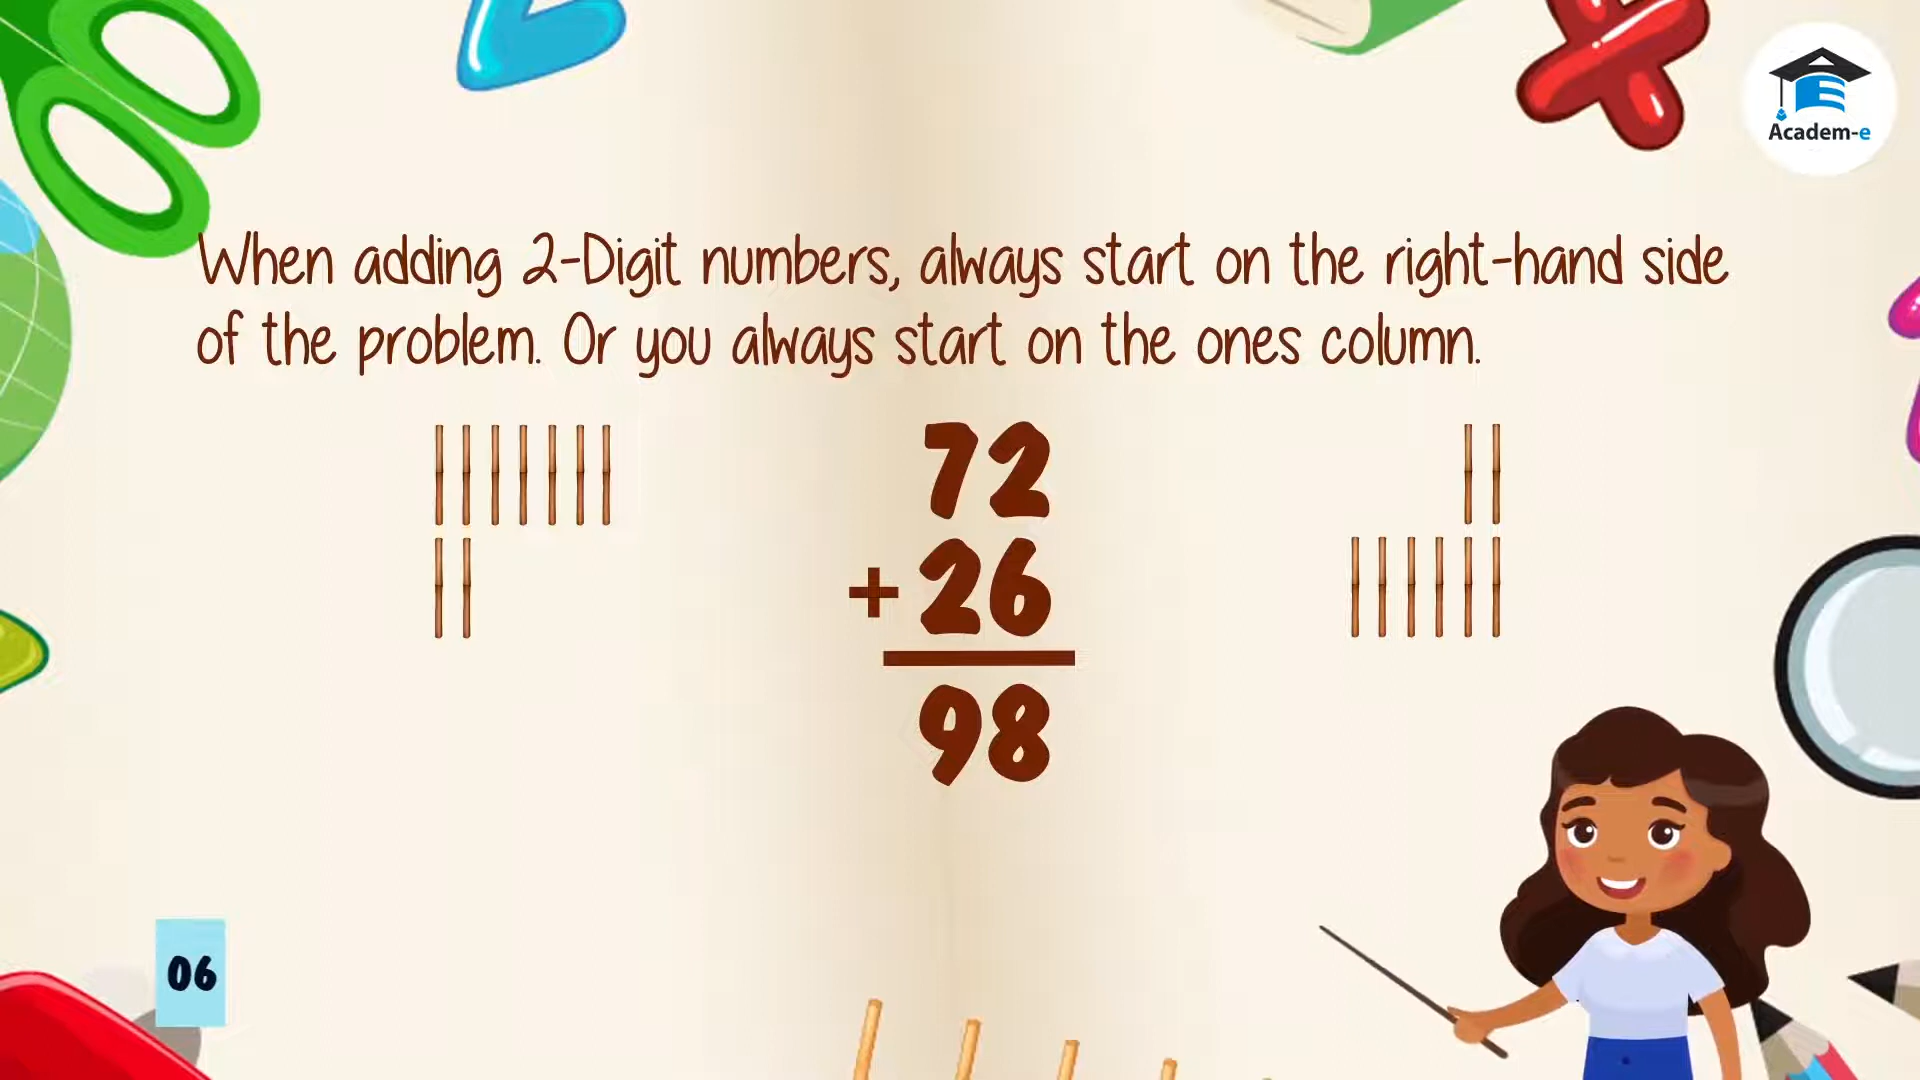 Academ-e
When adding 2-Digit numbers, always start on the right-hand side
of the problem. Or you always start on the ones column.
72
+26
98
06